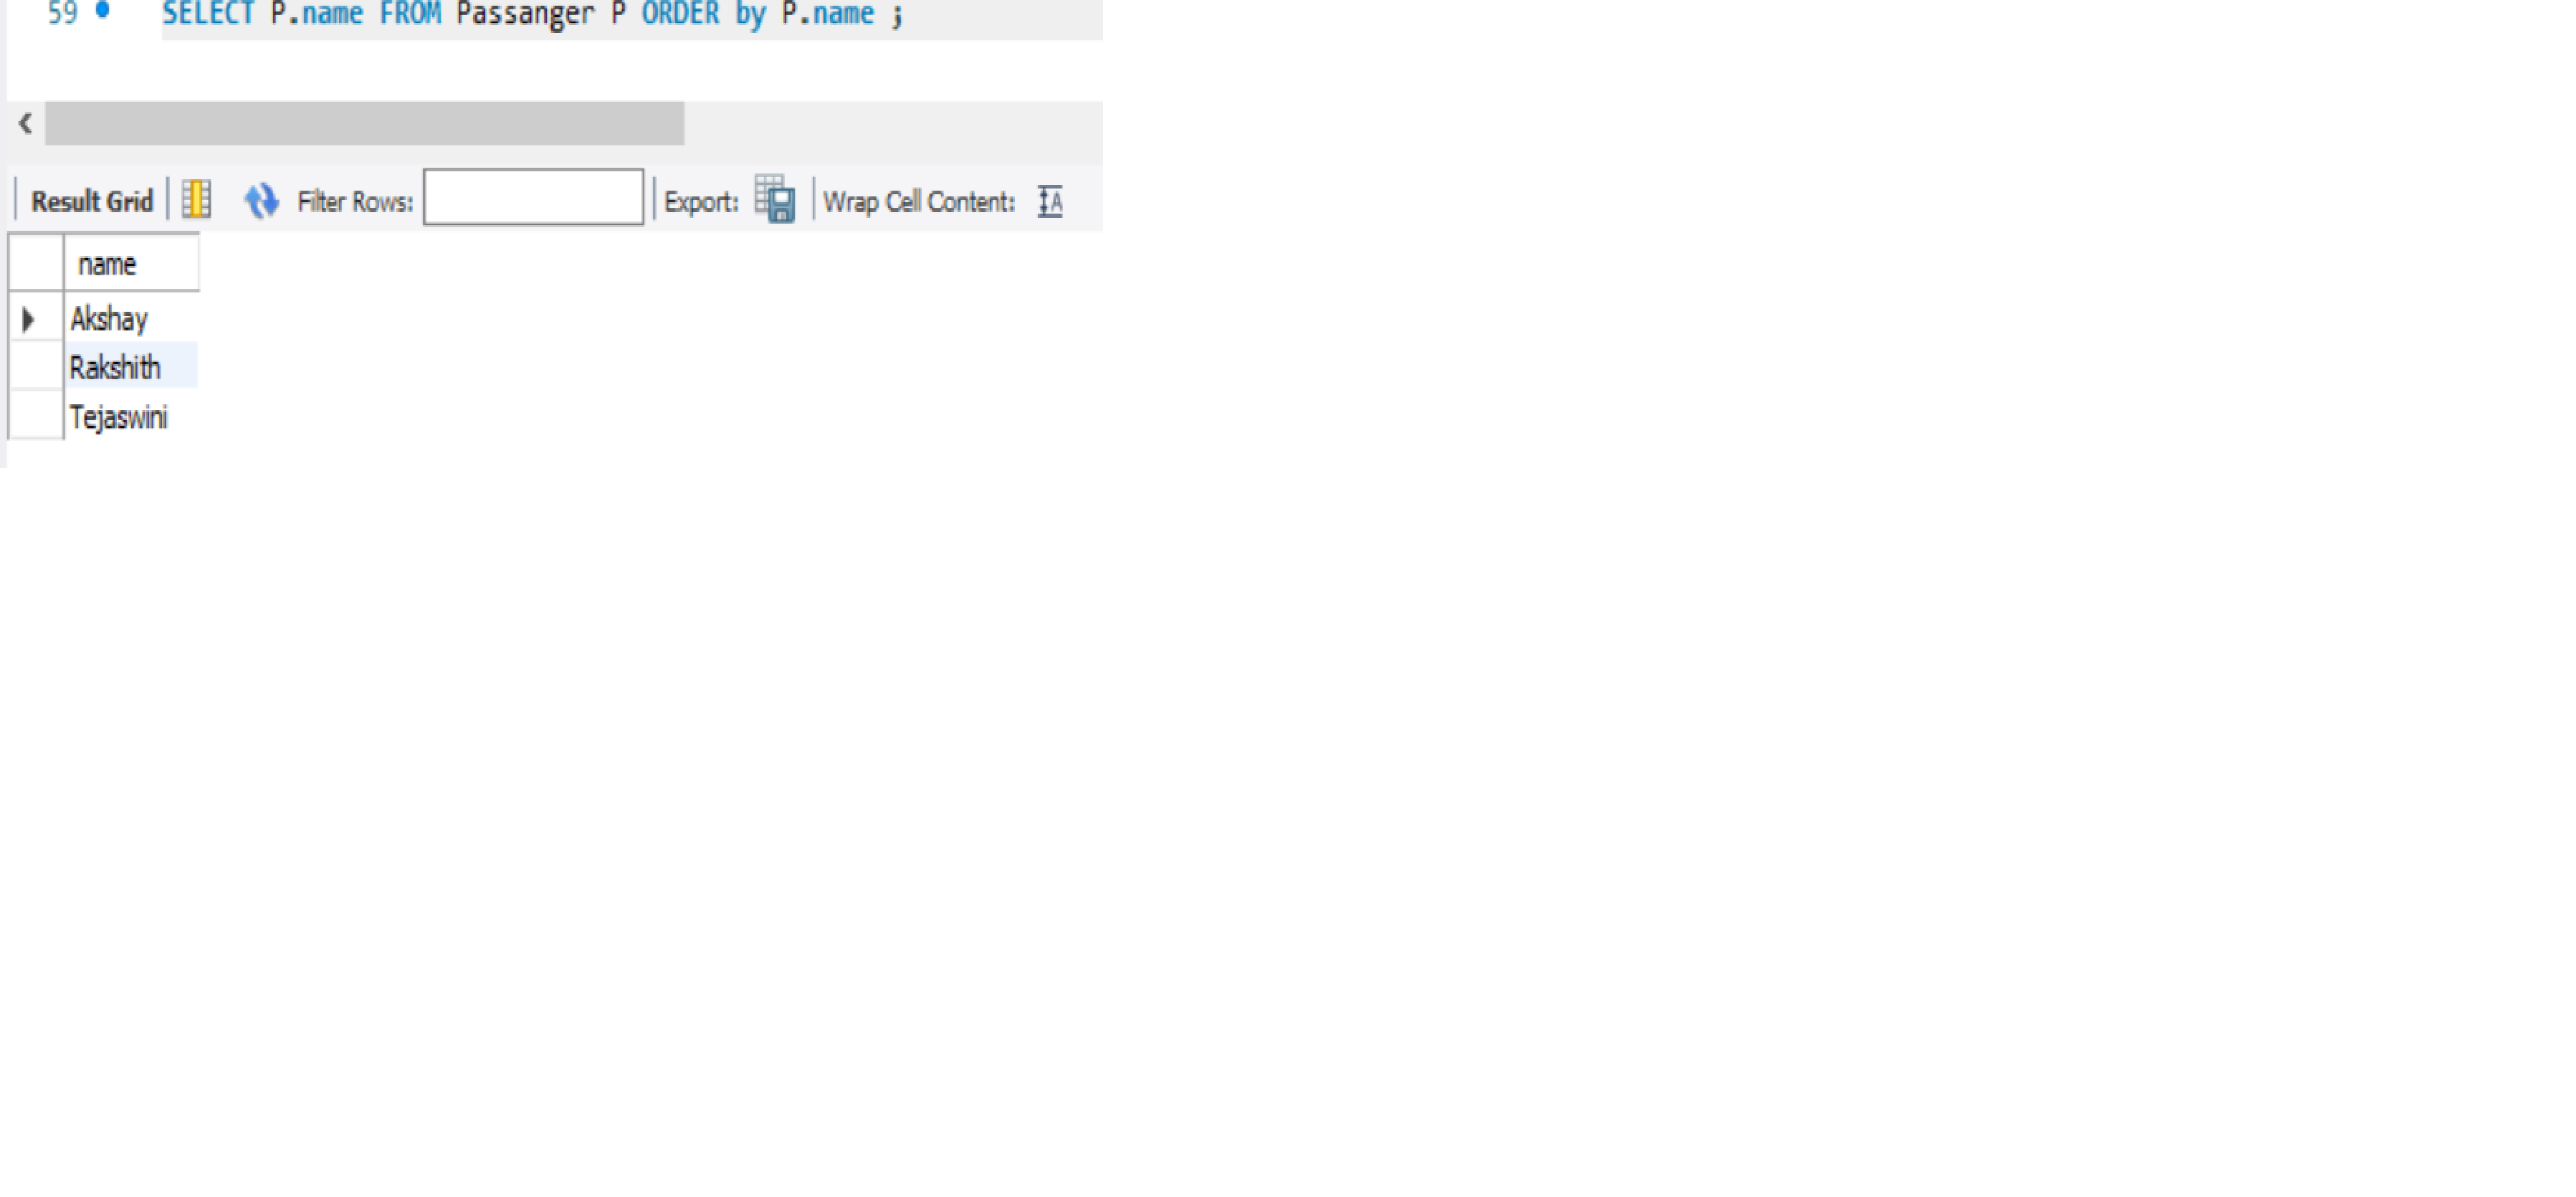 59 SELECT P.name FROM Passanger P ORDER by P.name ;
Result Grid Filter Rows: Export: Wrap Cell Content:
name
Akshay
Rakshith
Tejaswini